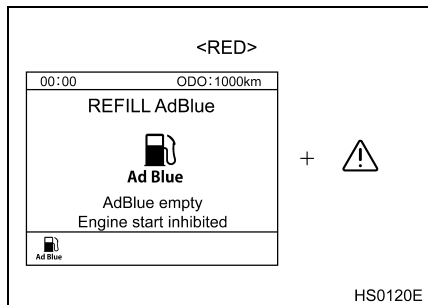 <RED>
00:00 ODO:1000km
REFILL AdBlue
Ad Blue
AdBlue empty
Engine start inhibited
Ad Blue
+
HS0120E